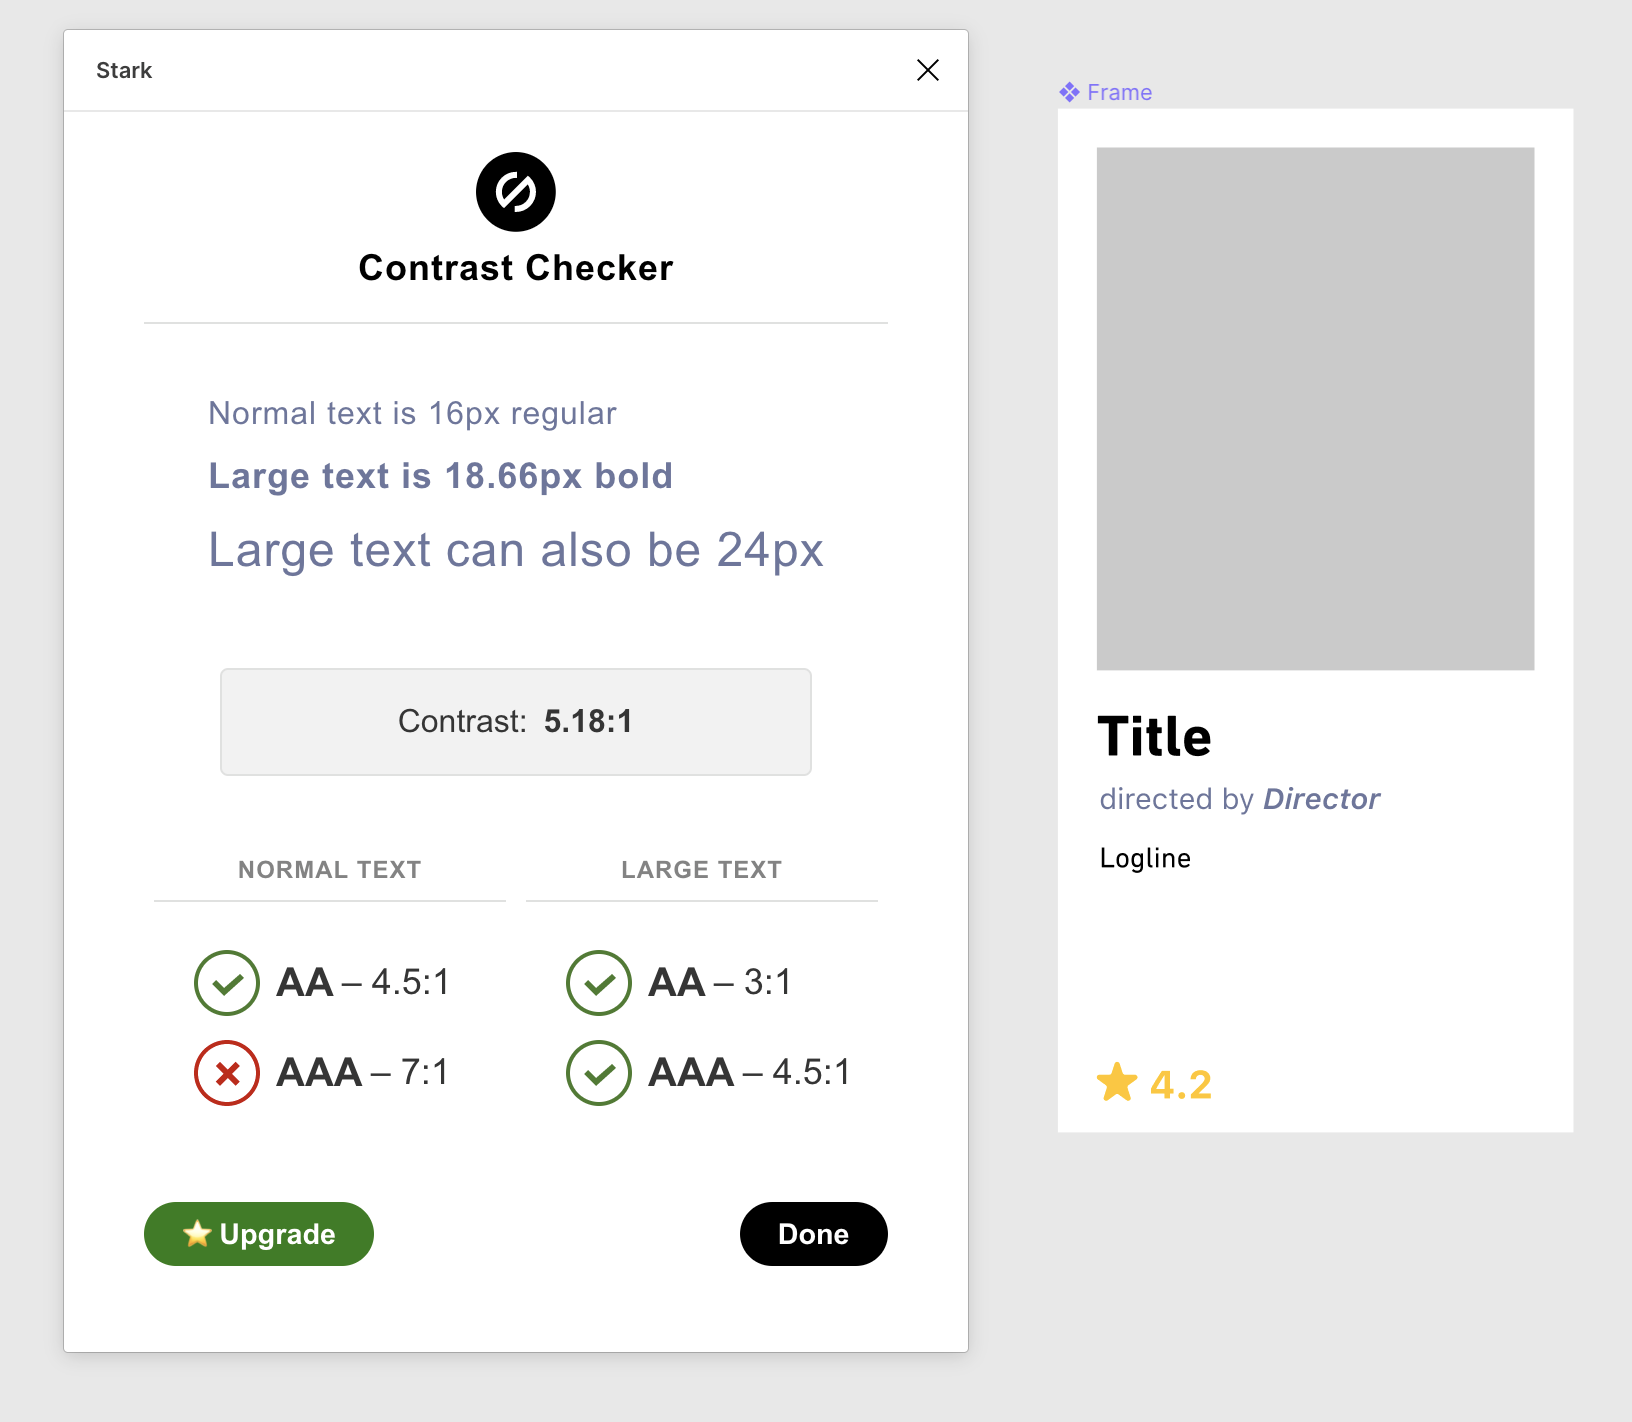 Stark
Contrast Checker
Normal text is 16px regular
Large text is 18.66px bold
Large text can also be 24px
Contrast: 5.18:1
NORMAL TEXT
AA – 4.5:1
AAA – 7:1
LARGE TEXT
AA – 3:1
AAA – 4.5:1
Upgrade
Done
Frame
Title
directed by Director
Logline
4.2